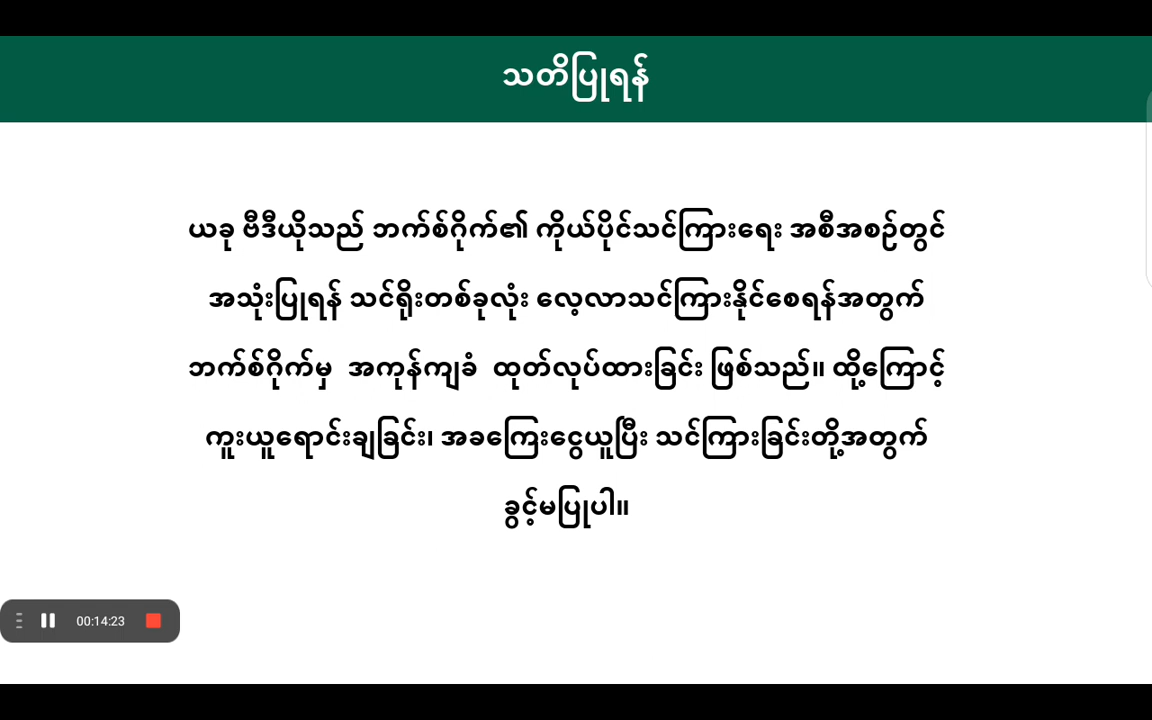 သတိပြုရန်
ယခု ဗီဒီယိုသည် ဘက်စ်ဂိုက်၏ ကိုယ်ပိုင်သင်ကြားရေး အစီအစဉ်တွင်
အသုံးပြုရန် သင်ရိုးတစ်ခုလုံး လေ့လာသင်ကြားနိုင်စေရန်အတွက်
ဘက်စ်ဂိုက်မှ အကုန်ကျခံ ထုတ်လုပ်ထားခြင်း ဖြစ်သည်။ ထို့ကြောင့်
ကူးယူရောင်းချခြင်း၊ အခကြေးငွေယူပြီး သင်ကြားခြင်းတို့အတွက်
ခွင့်မပြုပါ။
00:14:23